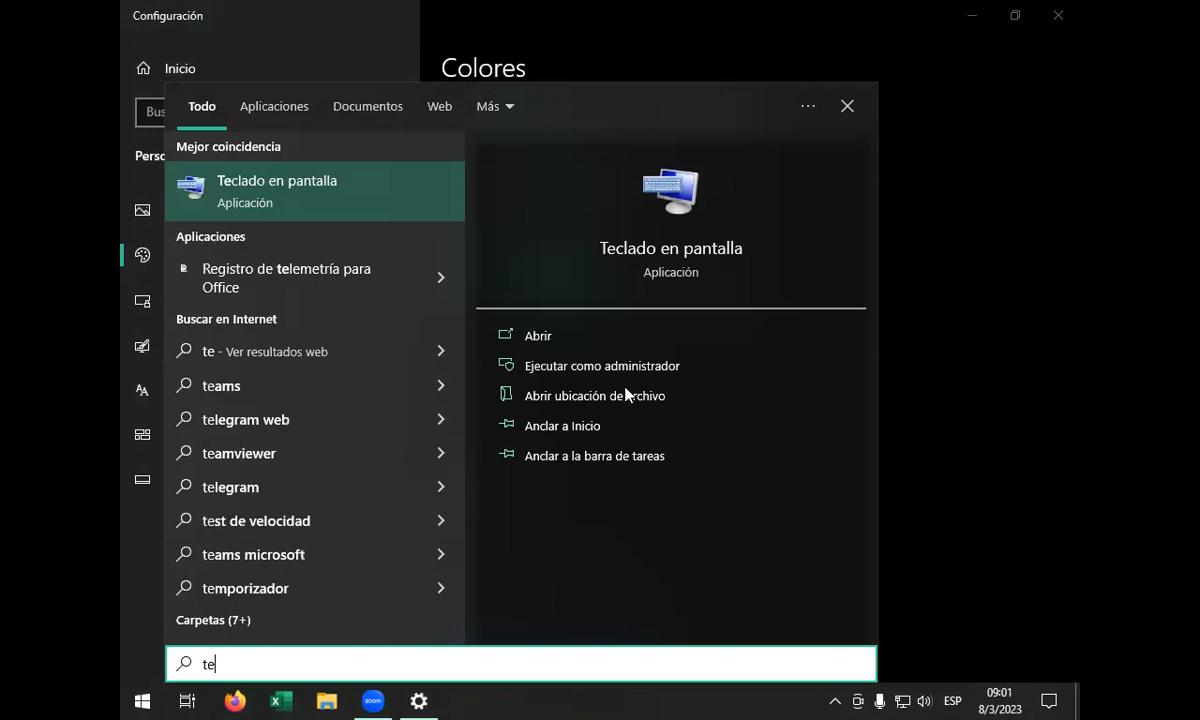 Configuración
Inicio
Colores
Bus
Perso
Todo Aplicaciones Documentos Web Más
Mejor coincidencia
Teclado en pantalla
Aplicación
Aplicaciones
Registro de telemetría para
Office
Buscar en Internet
te - Ver resultados web
teams
telegram web
teamviewer
telegram
test de velocidad
teams microsoft
temporizador
Carpetas (7+)
te
Teclado en pantalla
Aplicación
Abrir
Ejecutar como administrador
Abrir ubicación de archivo
Anclar a Inicio
Anclar a la barra de tareas
zoom
ESP
09:01
8/3/2023